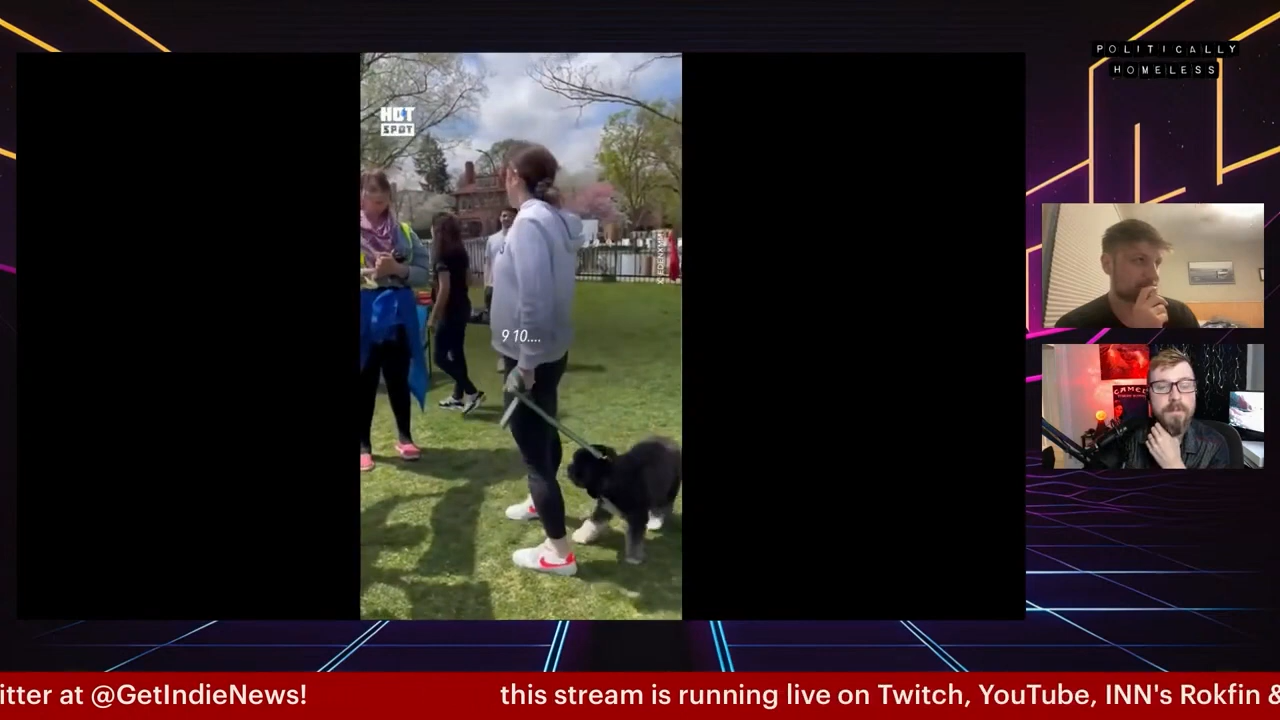 POLITICALLY
HOMELESS
HOT
SPOT
9 10....
CAMEL
itter at @GetIndieNews!
this stream is running live on Twitch, YouTube, INN's Rokfin &